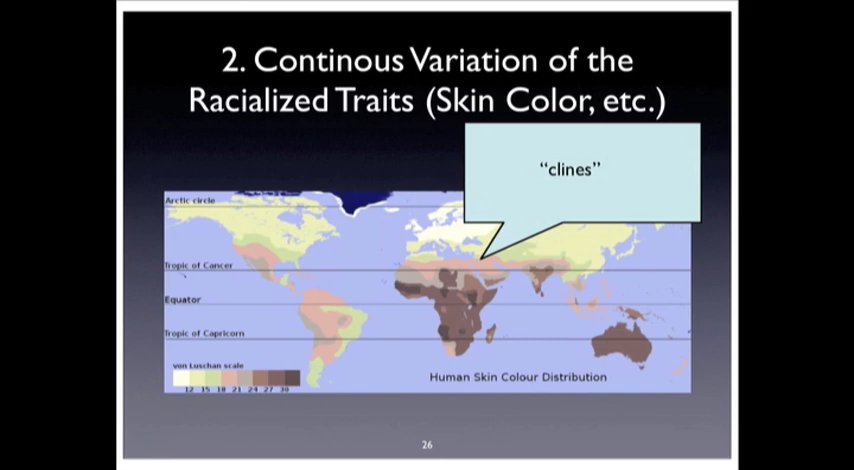 2. Continous Variation of the
Racialized Traits (Skin Color, etc.)
“clines”
Arctic circle
Tropic of Cancer
Equator
Tropic of Capricorn
von Luschan scale
12 15 18 21 24 27 30
Human Skin Colour Distribution
26